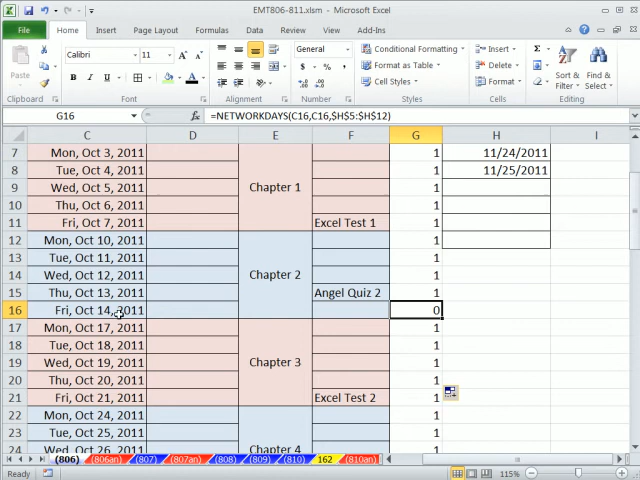 EMT806-811.xlsm - Microsoft Excel
File Home Insert Page Layout Formulas Data Review View Add-Ins
Paste
Calibri 11
B I U
General
$ % ,
Conditional Formatting
Format as Table
Cell Styles
Insert
Delete
Format
Sort & Filter
Find & Select
Clipboard Font Alignment Number Styles Cells Editing
G16 fx =NETWORKDAYS(C16,C16,$H$5:$H$12)
C D E F G H I
7 Mon, Oct 3, 2011 1 11/24/2011
8 Tue, Oct 4, 2011 1 11/25/2011
9 Wed, Oct 5, 2011 Chapter 1 1
10 Thu, Oct 6, 2011 1
11 Fri, Oct 7, 2011 Excel Test 1 1
12 Mon, Oct 10, 2011 1
13 Tue, Oct 11, 2011 1
14 Wed, Oct 12, 2011 Chapter 2 1
15 Thu, Oct 13, 2011 Angel Quiz 2 1
16 Fri, Oct 14, 2011 0
17 Mon, Oct 17, 2011 1
18 Tue, Oct 18, 2011 1
19 Wed, Oct 19, 2011 Chapter 3 1
20 Thu, Oct 20, 2011 1
21 Fri, Oct 21, 2011 Excel Test 2 1
22 Mon, Oct 24, 2011 1
23 Tue, Oct 25, 2011 1
24 Wed, Oct 26, 2011 Chapter 4 1
(806) (806an) (807) (807an) (808) (809) (810) 162 (810an)
Ready 115%